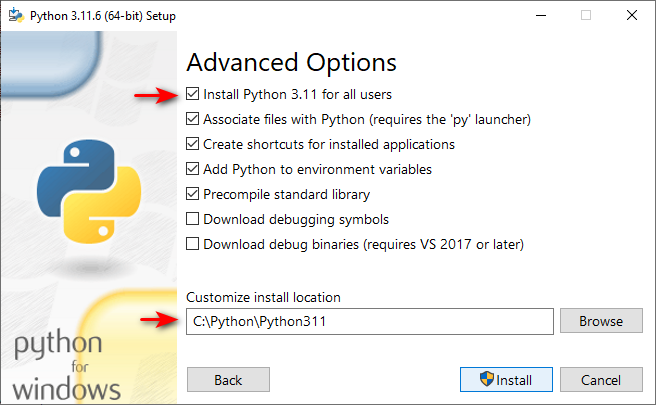 Python 3.11.6 (64-bit) Setup
Advanced Options
Install Python 3.11 for all users
Associate files with Python (requires the 'py' launcher)
Create shortcuts for installed applications
Add Python to environment variables
Precompile standard library
Download debugging symbols
Download debug binaries (requires VS 2017 or later)
Customize install location
C:\Python\Python311
Browse
python
for
windows
Back
Install
Cancel